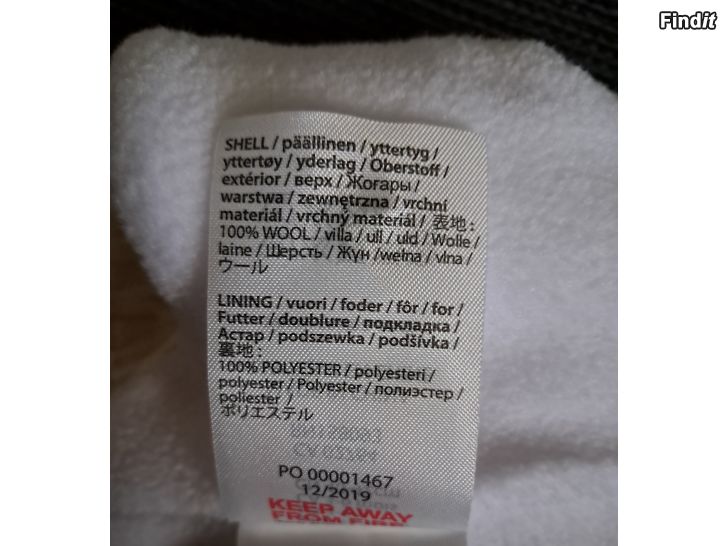 Findit
SHELL / päällinen / yttertyg /
yttertøy / yderlag / Oberstoff /
extérior / верх / Жоғары /
warstwa / zewnętrzna / vrchní
materiál / vrchný materiál / 表地 :
100% WOOL / villa / ull / uld / Wolle /
laine / Шерсть / Жүн /wełna / vlna /
ウール
LINING / vuori / foder / fôr / for /
Futter / doublure / подкладка /
Астар / podszewka / podšívka /
裏地 :
100% POLYESTER / polyesteri /
polyester / Polyester / полиэстер /
poliester /
ポリエステル
PO 00001467
12/2019
KEEP AWAY
FROM FIRE